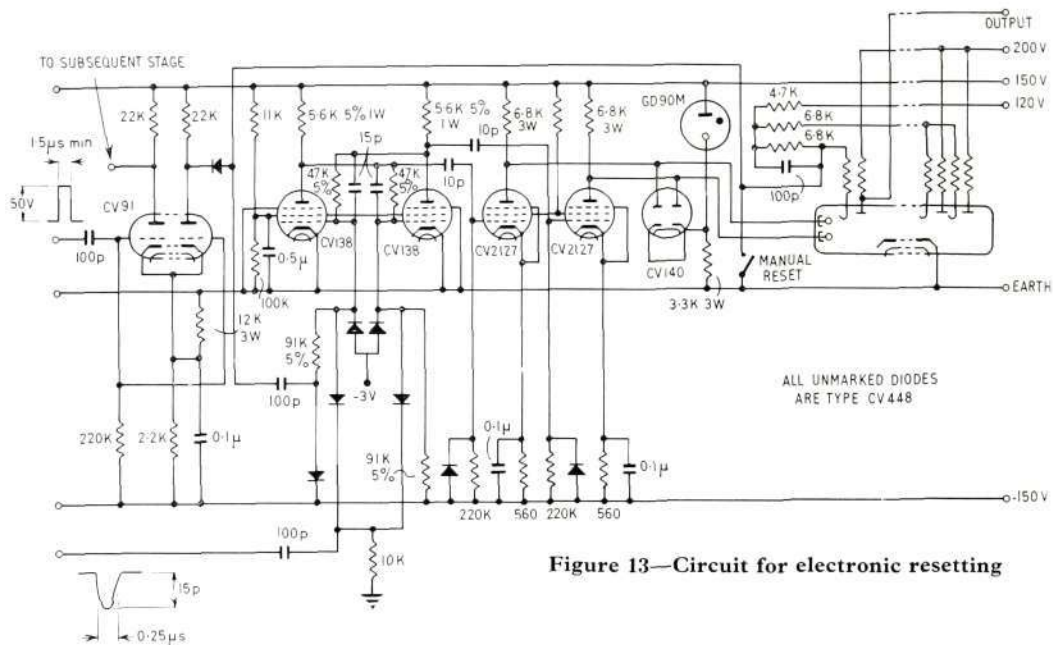 OUTPUT
TO SUBSEQUENT STAGE
200V
150V
120V
GD90M
4·7K
6·8K
6·8K
100p
22K
22K
11K
5·6K 5% 1W
15p
5·6K 5%
1W
10p
6·8K
3W
6·8K
3W
1·5µs min
50V
CV91
47K
5%
47K
5%
10p
100p
CV138
CV138
CV2127
CV2127
CV140
MANUAL
RESET
0·5µ
100K
3·3K 3W
EARTH
12K
3W
91K
5%
-3V
100p
ALL UNMARKED DIODES
ARE TYPE CV448
220K
2·2K
0·1µ
91K
5%
0·1µ
0·1µ
220K
560
220K
560
-150V
100p
10K
15p
0·25µs
Figure 13—Circuit for electronic resetting